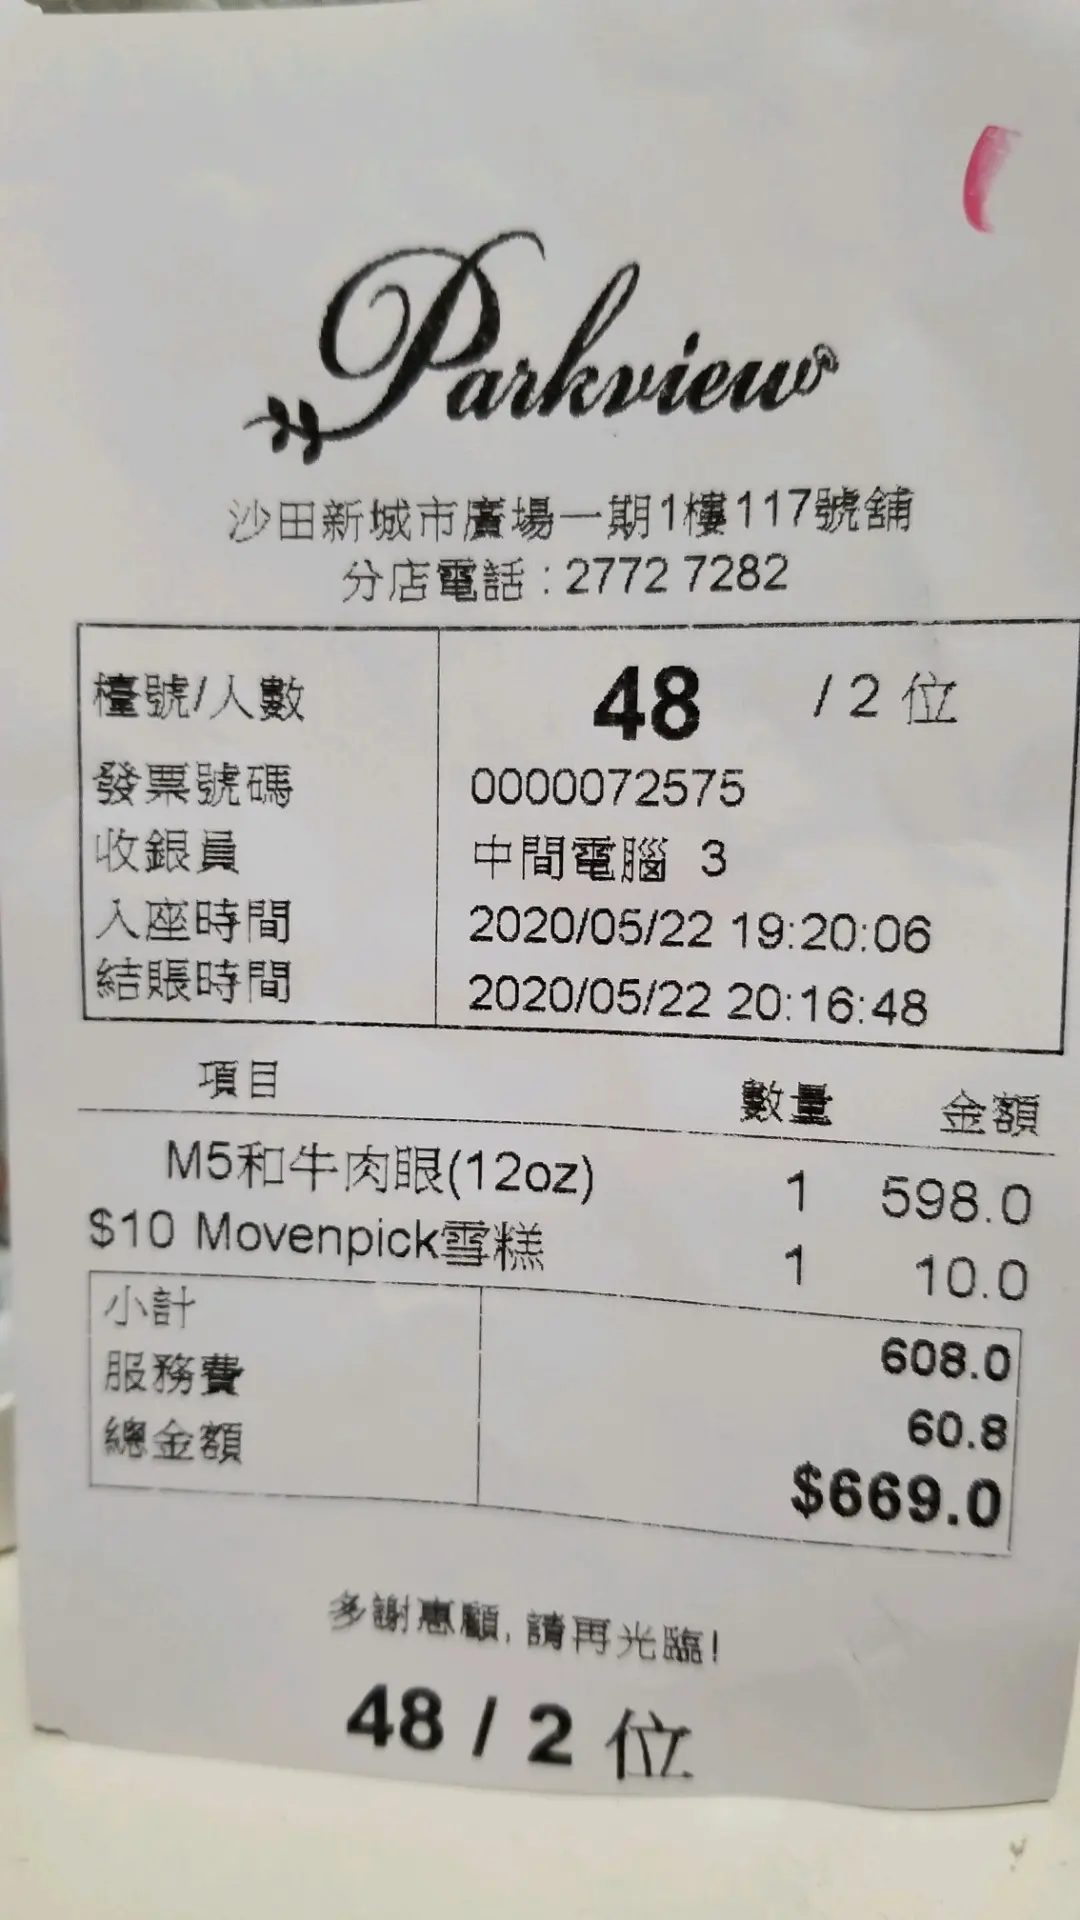 Parkview®
沙田新城市廣場一期1樓117號舖
分店電話 : 2772 7282
檯號/人數 48 / 2 位
發票號碼 0000072575
收銀員 中間電腦 3
入座時間 2020/05/22 19:20:06
結賬時間 2020/05/22 20:16:48
項目 數量 金額
M5和牛肉眼(12oz) 1 598.0
$10 Movenpick雪糕 1 10.0
小計 608.0
服務費 60.8
總金額 $669.0
多謝惠顧, 請再光臨!
48 / 2 位